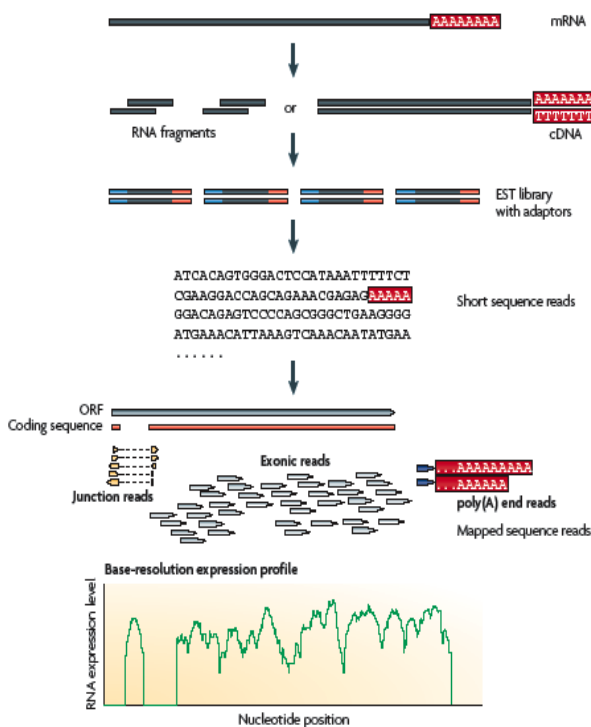 AAAAAAAA mRNA
AAAAAAA
or
TTTTTTT
RNA fragments
cDNA
EST library
with adaptors
ATCACAGTGGGACTCCATAAATTTTTCT
CGAAGGACCAGCAGAAACGAGAGAAAAA
Short sequence reads
GGACAGAGTCCCCAGCGGGCTGAAGGGG
ATGAAACATTAAAGTCAAACAATATGAA
......
ORF
Coding sequence
Exonic reads
...AAAAAAAAA
...AAAAAA
Junction reads
poly(A) end reads
Mapped sequence reads
Base-resolution expression profile
RNA expression level
Nucleotide position